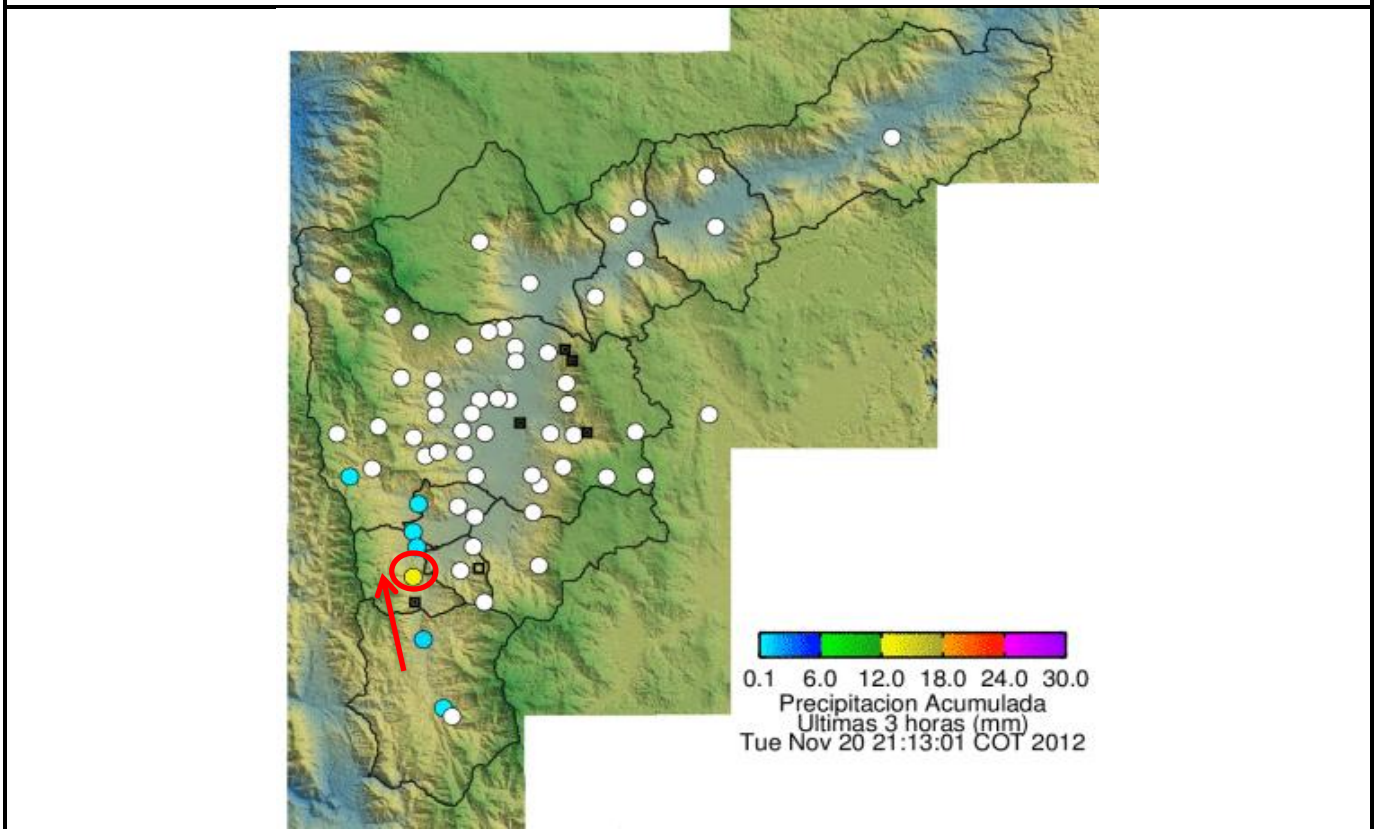 0.1 6.0 12.0 18.0 24.0 30.0
Precipitacion Acumulada
Ultimas 3 horas (mm)
Tue Nov 20 21:13:01 COT 2012